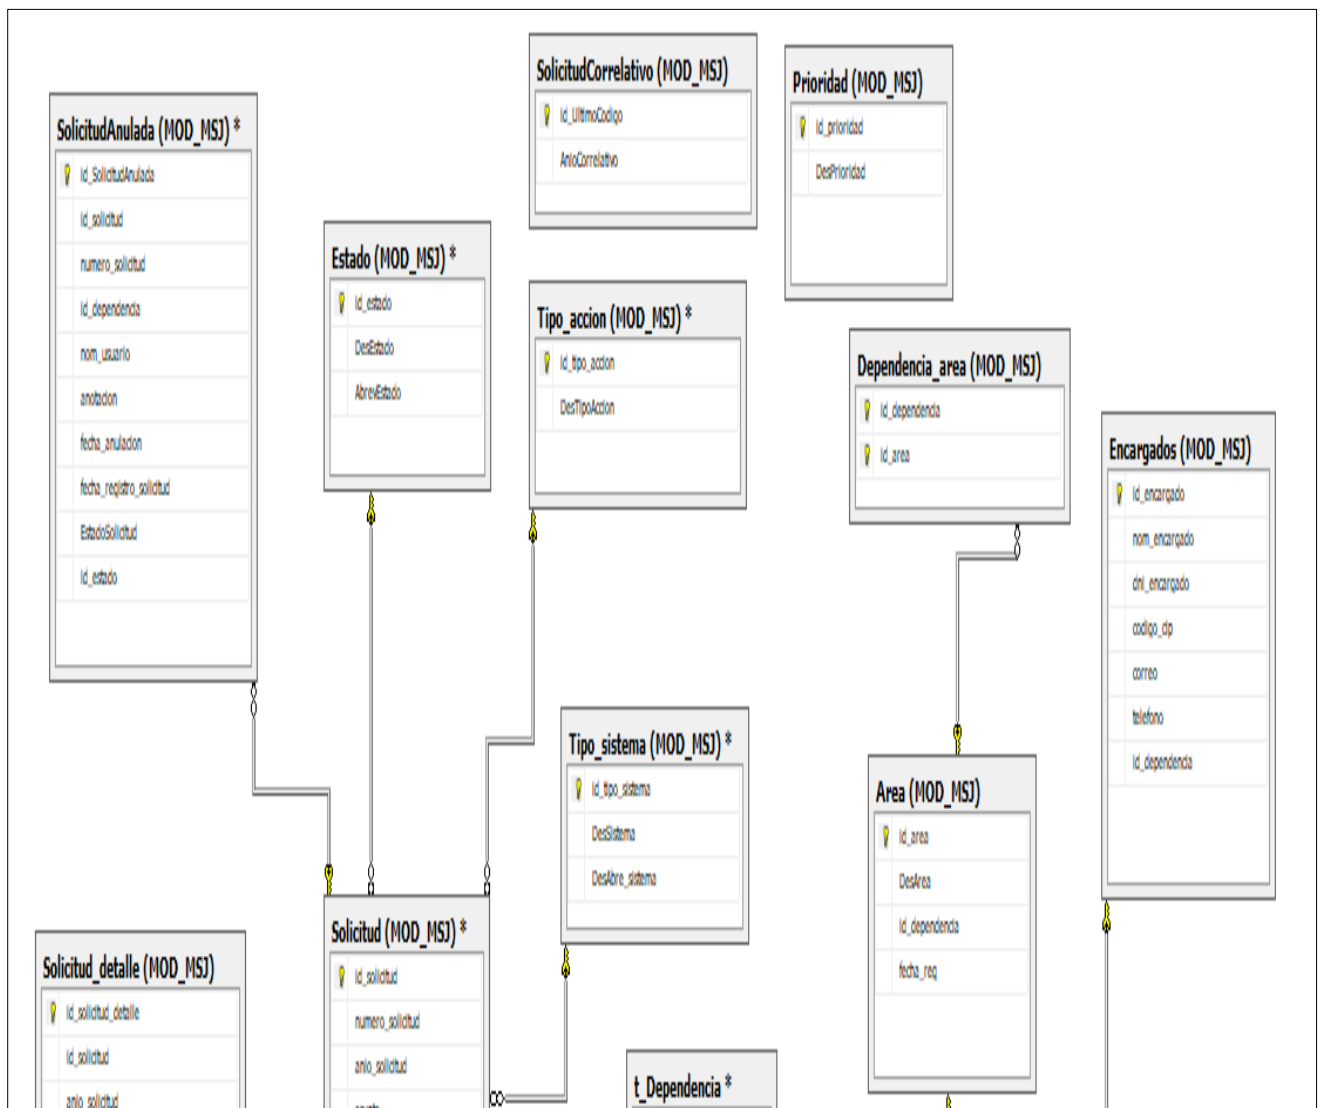 SolicitudCorrelativo (MOD_MSJ)
Id_UltimoCodigo
AnioCorrelativo
Prioridad (MOD_MSJ)
Id_prioridad
DesPrioridad
SolicitudAnulada (MOD_MSJ) *
Id_SolicitudAnulada
id_solicitud
numero_solicitud
Id_dependencia
nom_usuario
anotacion
fecha_anulacion
fecha_registro_solicitud
EstadoSolicitud
id_estado
Estado (MOD_MSJ) *
Id_estado
DesEstado
AbrevEstado
Tipo_accion (MOD_MSJ) *
Id_tipo_accion
DesTipoAccion
Dependencia_area (MOD_MSJ)
Id_dependencia
Id_area
Encargados (MOD_MSJ)
Id_encargado
nom_encargado
dni_encargado
codigo_cip
correo
telefono
Id_dependencia
Tipo_sistema (MOD_MSJ) *
Id_tipo_sistema
DesSistema
DesAbre_sistema
Area (MOD_MSJ)
Id_area
DesArea
Id_dependencia
fecha_reg
Solicitud (MOD_MSJ) *
Id_solicitud
numero_solicitud
anio_solicitud
Solicitud_detalle (MOD_MSJ)
Id_solicitud_detalle
Id_solicitud
anio_solicitud
t_Dependencia *